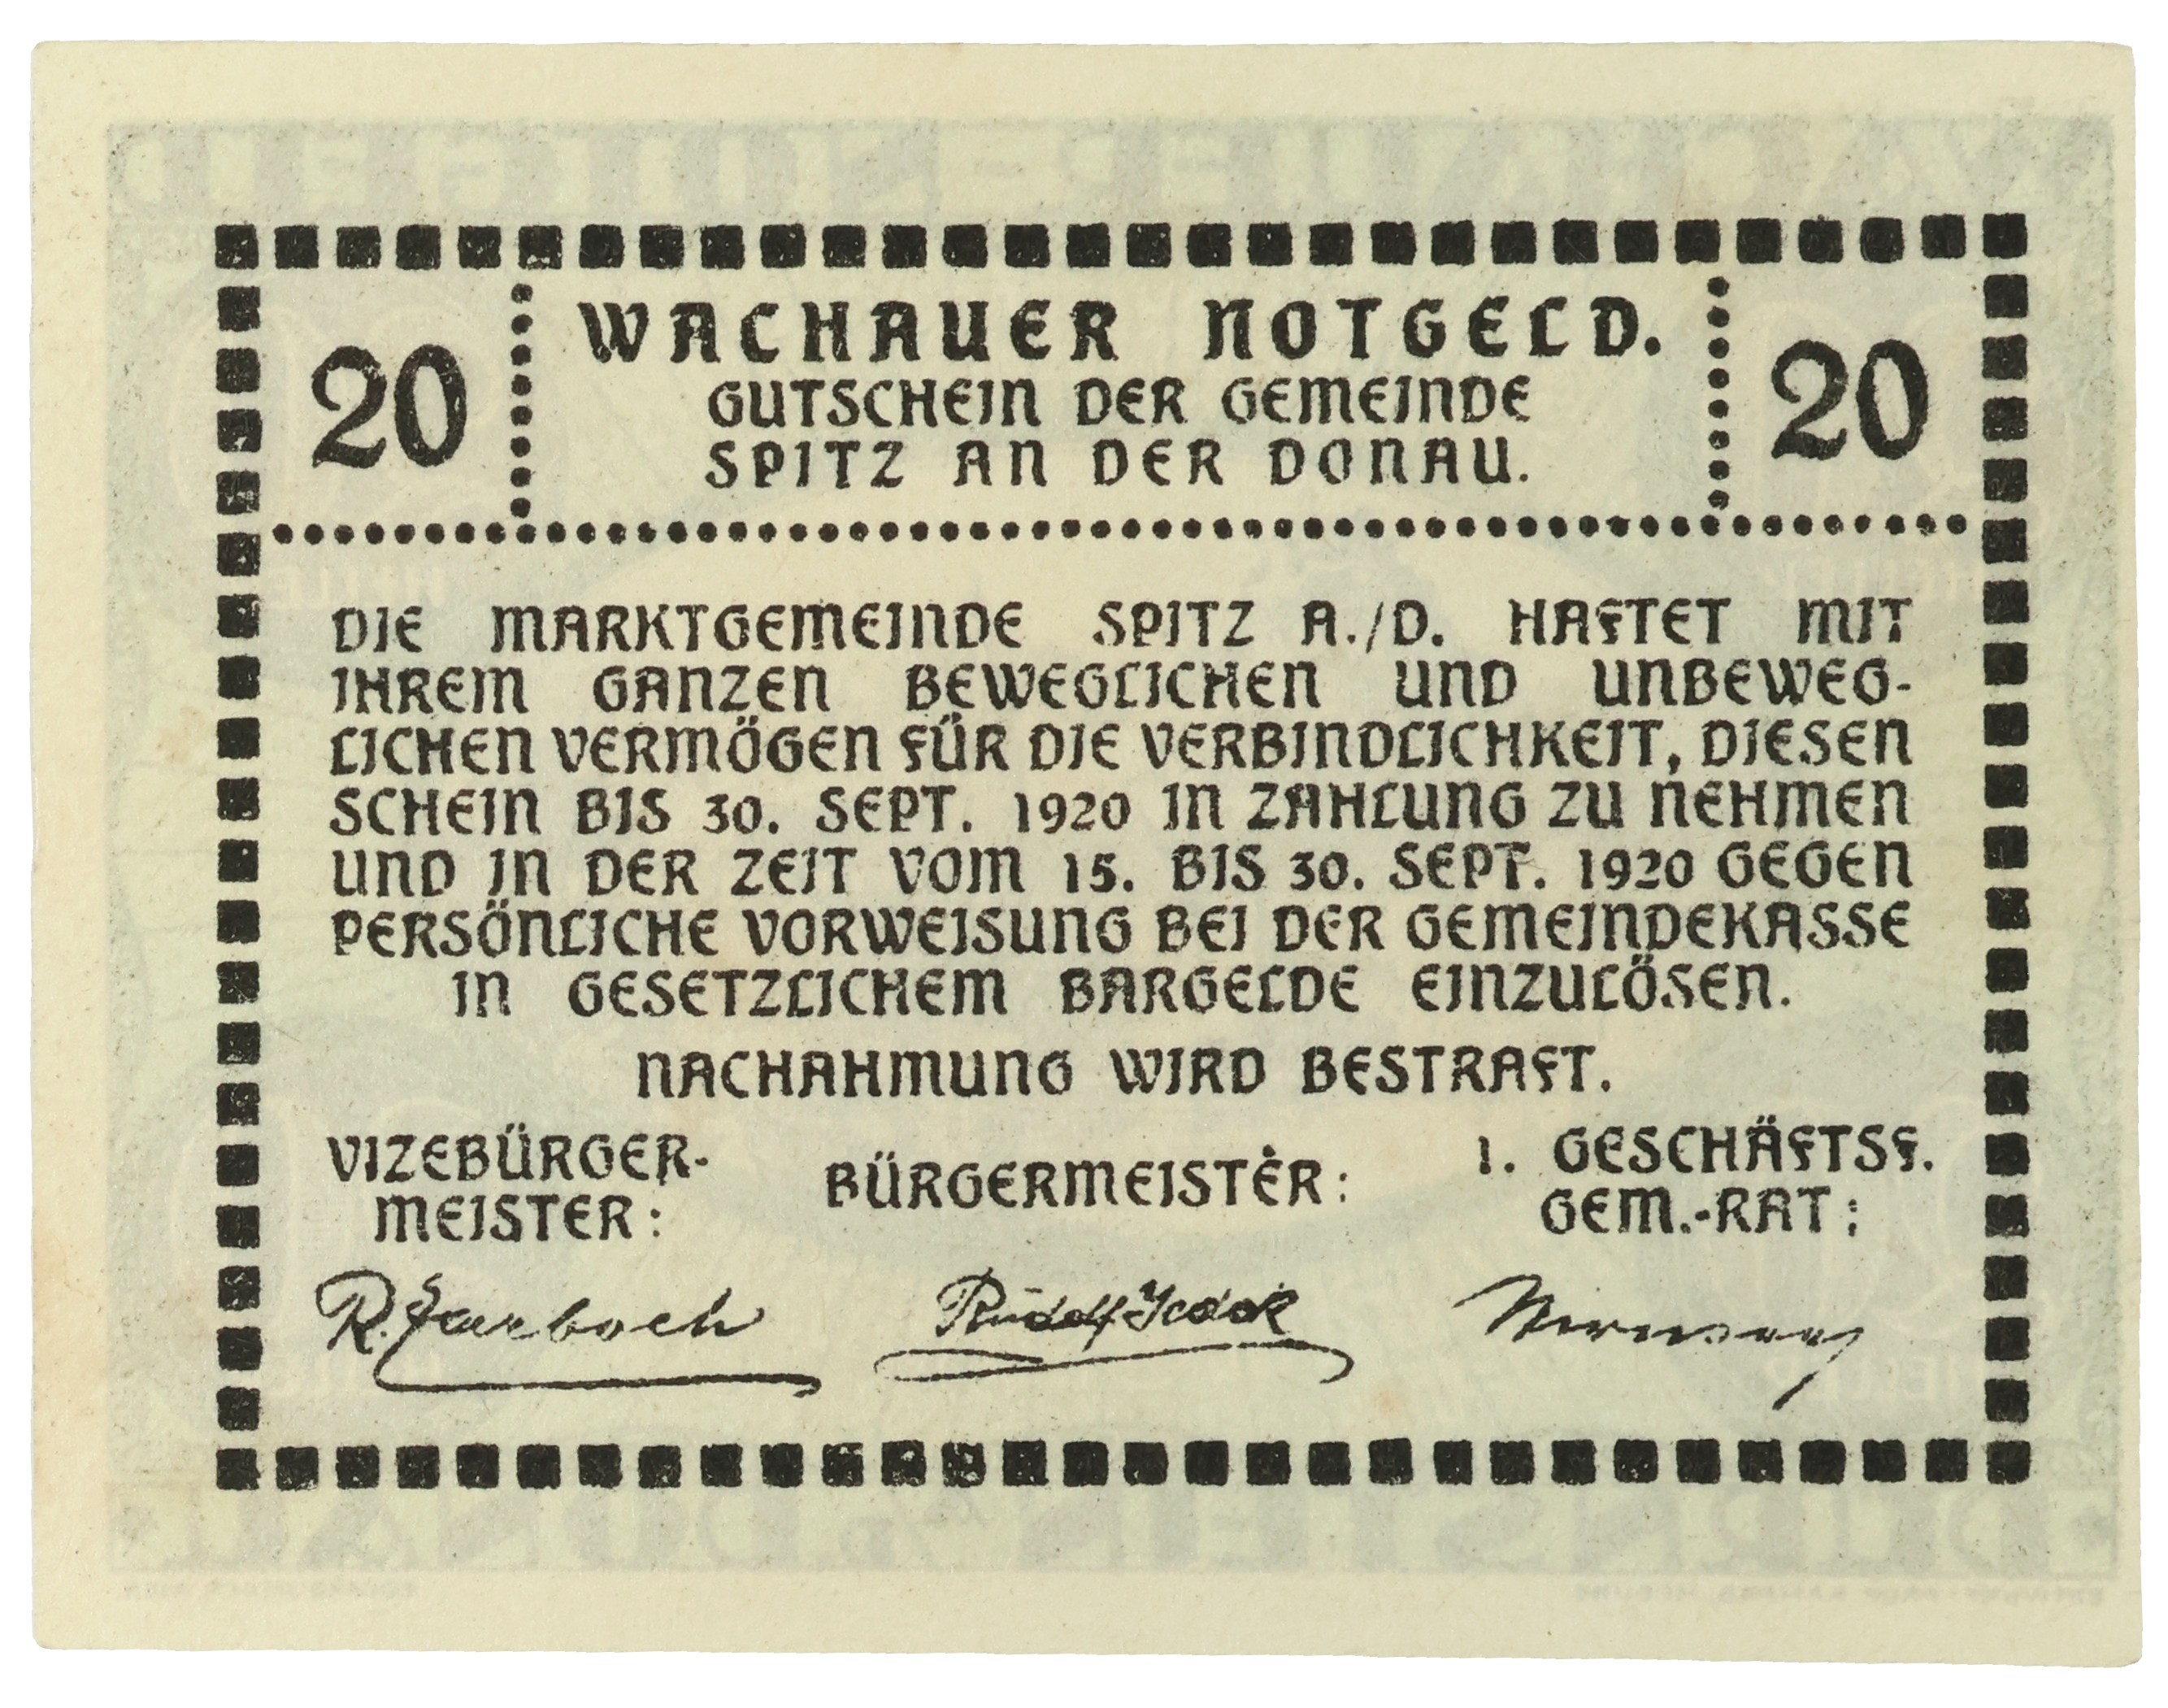 20 WACHAUER NOTGELD. 20
GUTSCHEIN DER GEMEINDE
SPITZ AN DER DONAU.
DIE MARKTGEMEINDE SPITZ A./D. HAFTET MIT
IHREM GANZEN BEWEGLICHEN UND UNBEWEG-
LICHEN VERMÖGEN FÜR DIE VERBINDLICHKEIT, DIESEN
SCHEIN BIS 30. SEPT. 1920 IN ZAHLUNG ZU NEHMEN
UND IN DER ZEIT VOM 15. BIS 30. SEPT. 1920 GEGEN
PERSÖNLICHE VORWEISUNG BEI DER GEMEINDEKASSE
IN GESETZLICHEM BARGELDE EINZULÖSEN.
NACHAHMUNG WIRD BESTRAFT.
VIZEBÜRGER-
MEISTER:
BÜRGERMEISTER:
1. GESCHÄFTSF.
GEM.-RAT:
R.
Rudolf